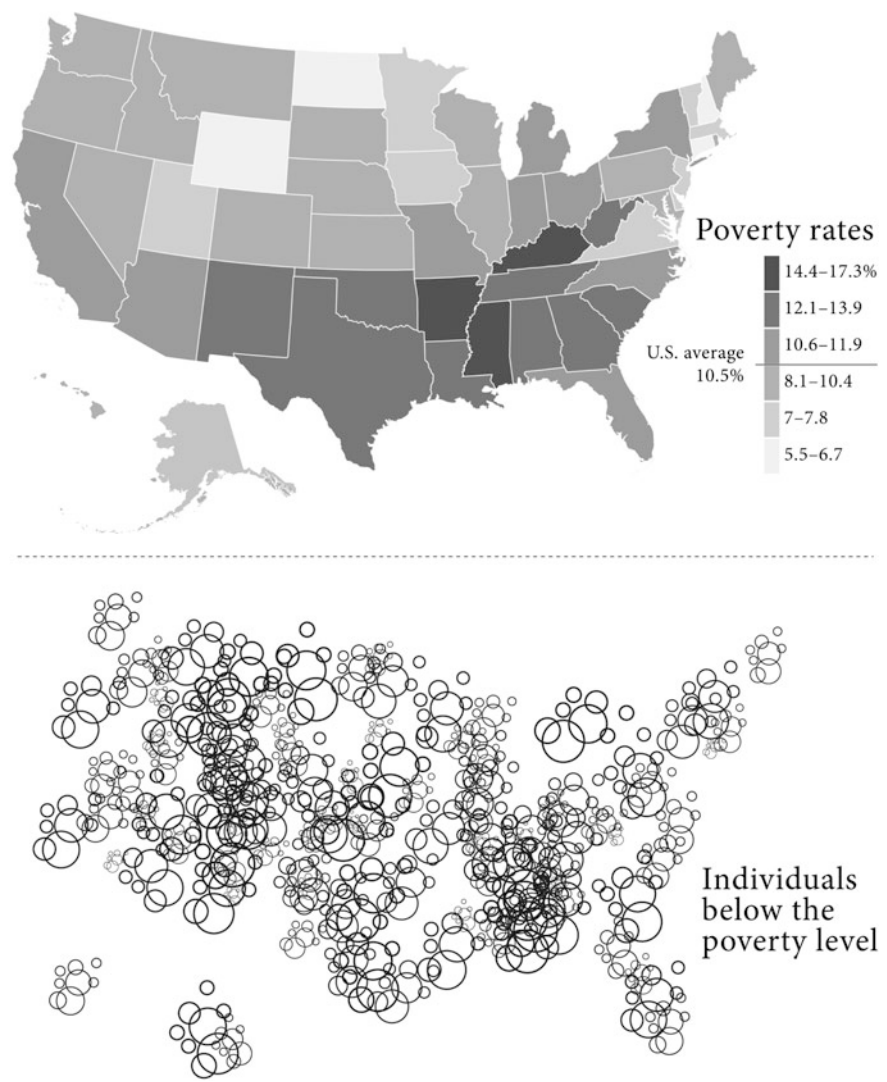 Poverty rates
14.4–17.3%
12.1–13.9
10.6–11.9
U.S. average
10.5%
8.1–10.4
7–7.8
5.5–6.7
Individuals
below the
poverty level